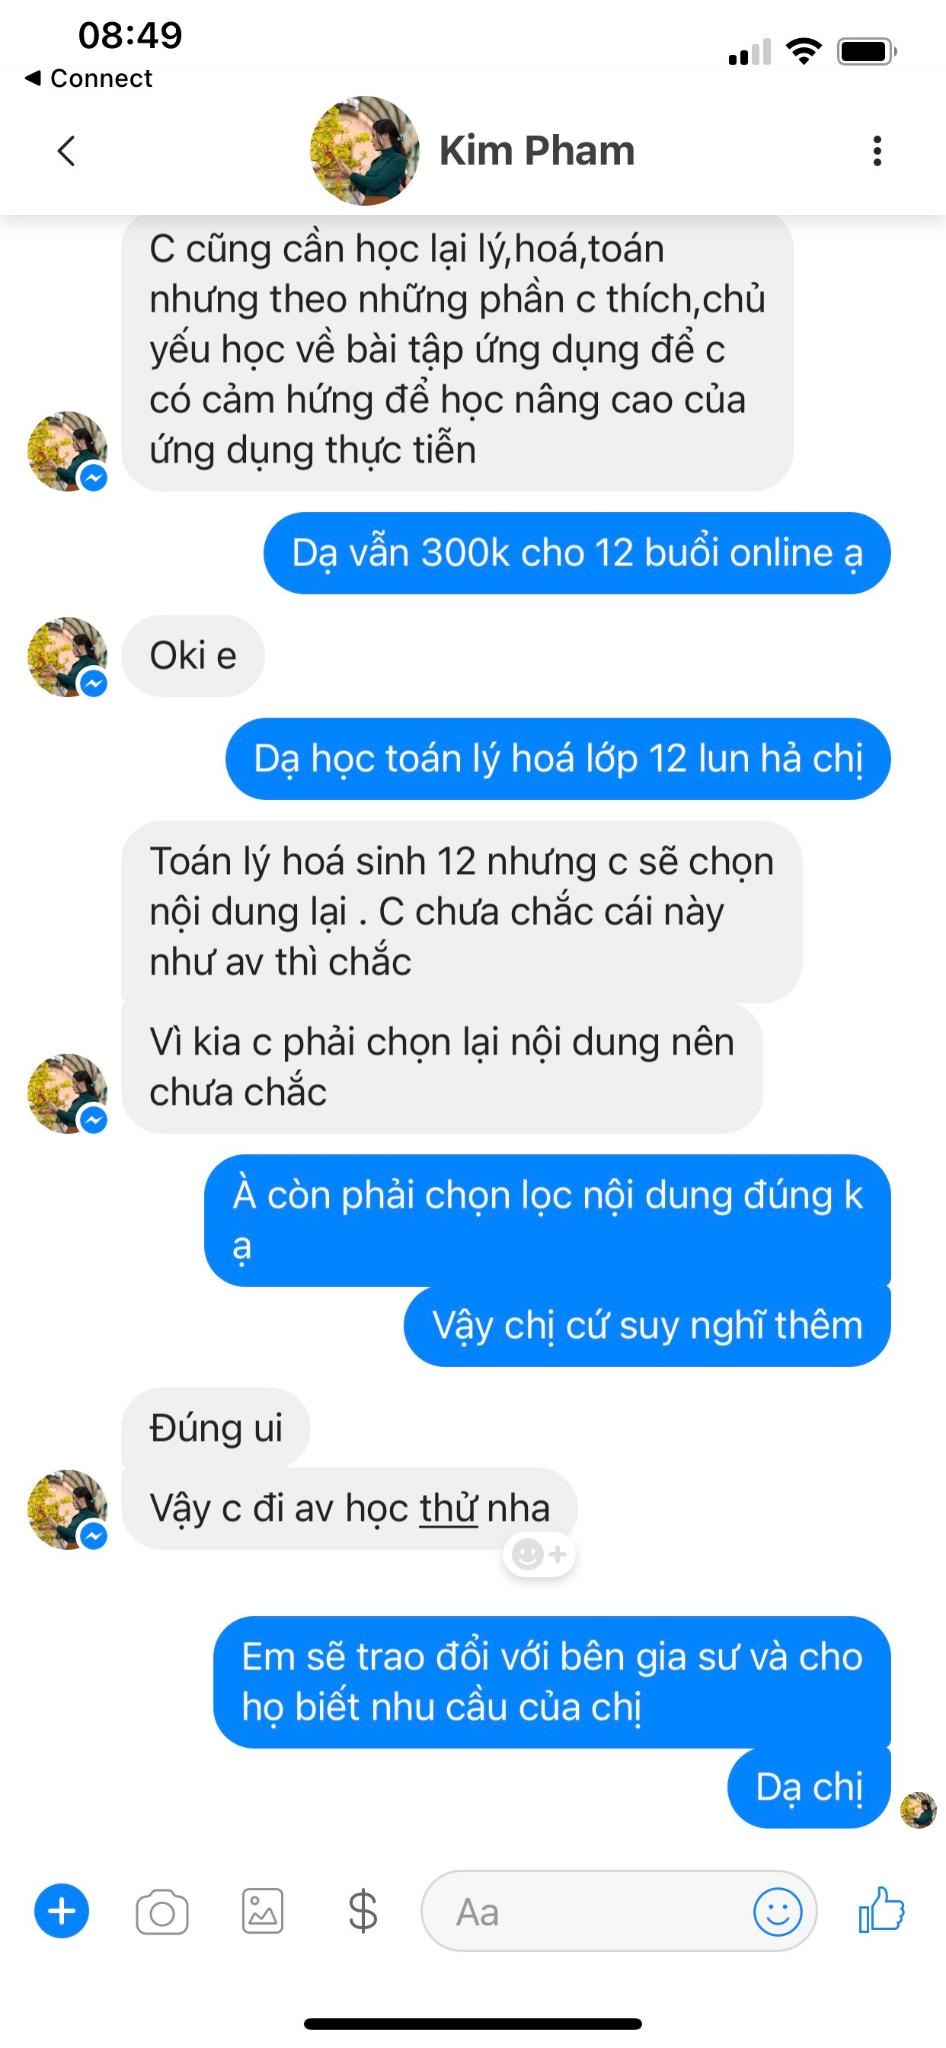 08:49
◀ Connect
Kim Pham
C cũng cần học lại lý,hoá,toán
nhưng theo những phần c thích,chủ
yếu học về bài tập ứng dụng để c
có cảm hứng để học nâng cao của
ứng dụng thực tiễn
Dạ vẫn 300k cho 12 buổi online ạ
Oki e
Dạ học toán lý hoá lớp 12 lun hả chị
Toán lý hoá sinh 12 nhưng c sẽ chọn
nội dung lại . C chưa chắc cái này
như av thì chắc
Vì kia c phải chọn lại nội dung nên
chưa chắc
À còn phải chọn lọc nội dung đúng k
ạ
Vậy chị cứ suy nghĩ thêm
Đúng ui
Vậy c đi av học thử nha
Em sẽ trao đổi với bên gia sư và cho
họ biết nhu cầu của chị
Dạ chị
$
Aa